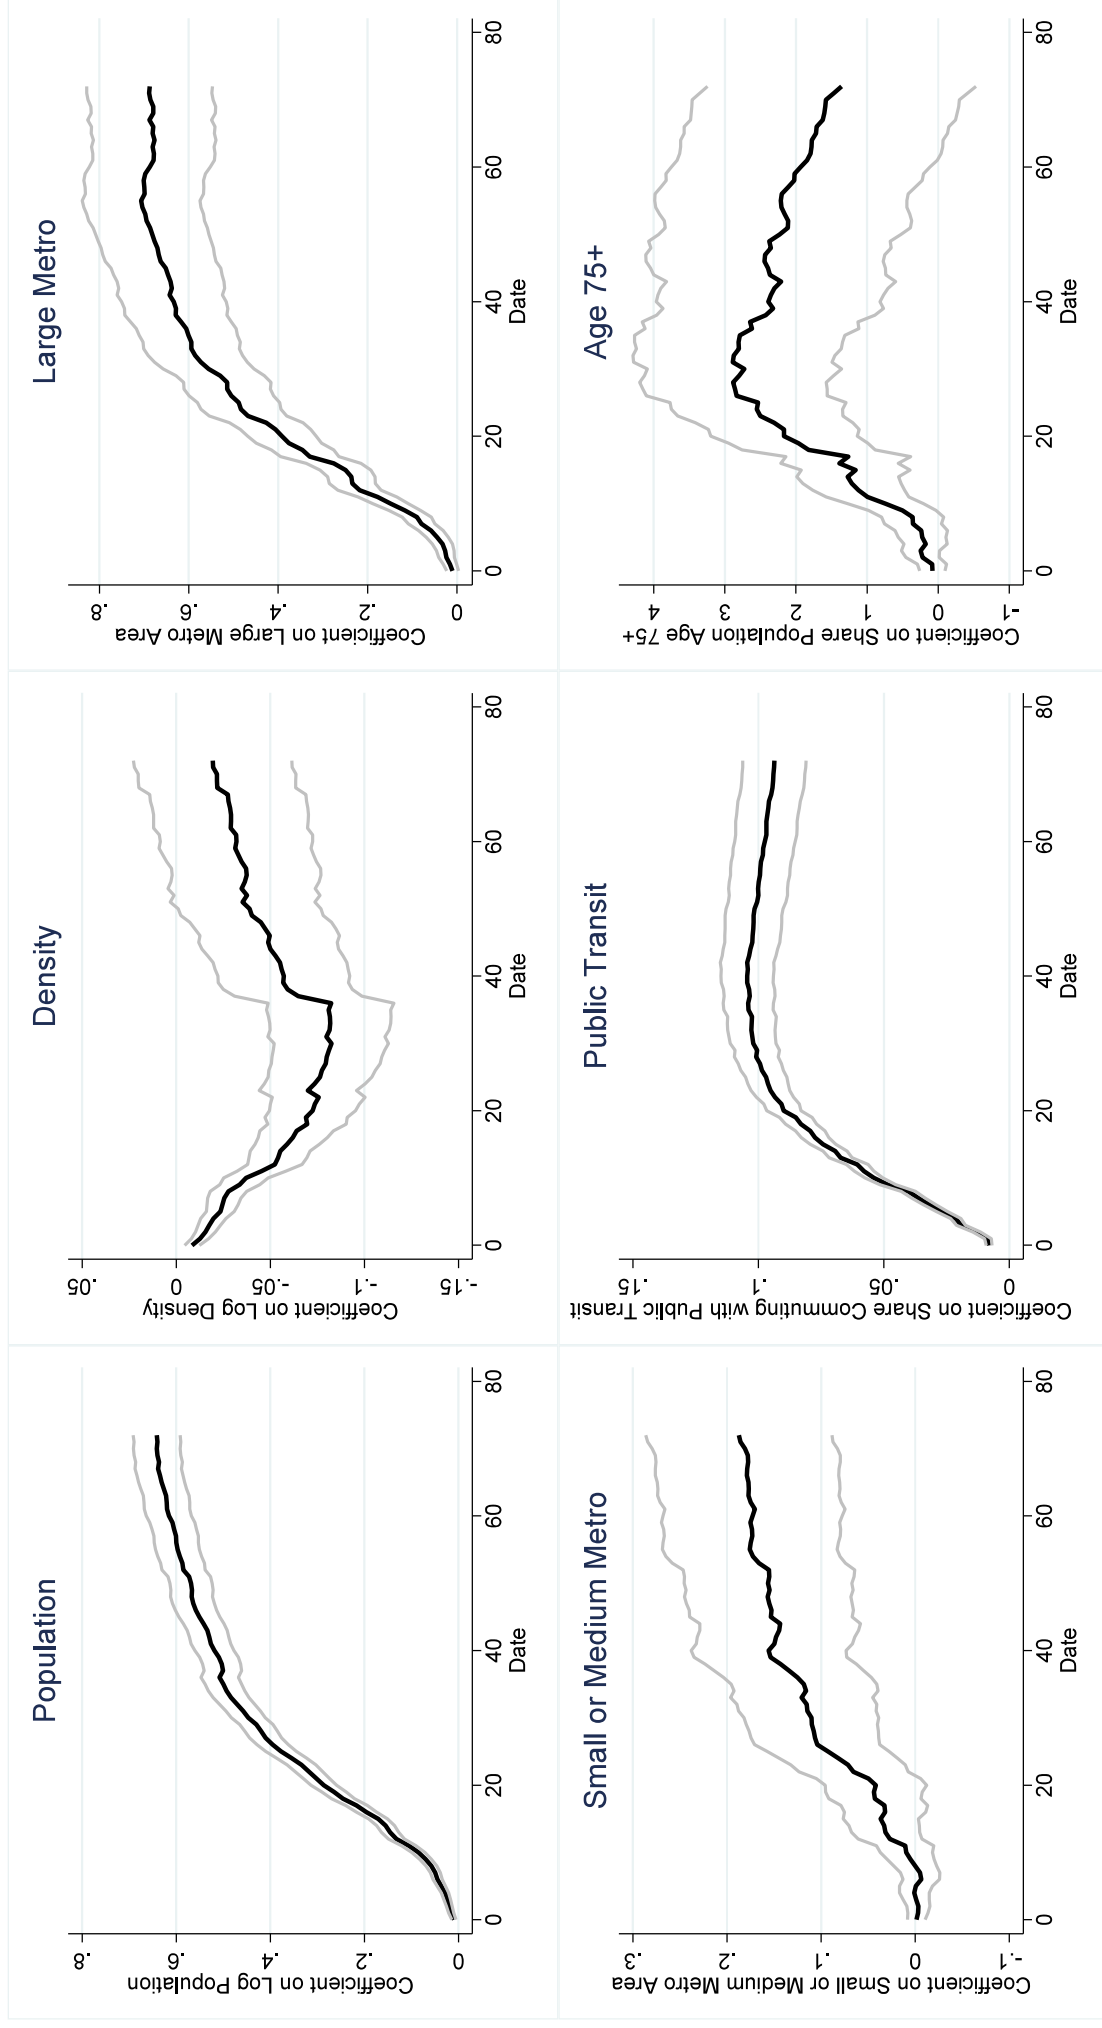 Population
Coefficient on Log Population
0 .2 .4 .6 .8
0 20 40 60 80
Date
Density
Coefficient on Log Density
-.15 -.1 -.05 0 .05
0 20 40 60 80
Date
Large Metro
Coefficient on Large Metro Area
0 .2 .4 .6 .8
0 20 40 60 80
Date
Small or Medium Metro
Coefficient on Small or Medium Metro Area
-.1 0 .1 .2 .3
0 20 40 60 80
Date
Public Transit
Coefficient on Share Commuting with Public Transit
0 .05 .1 .15
0 20 40 60 80
Date
Age 75+
Coefficient on Share Population Age 75+
-1 0 1 2 3 4
0 20 40 60 80
Date